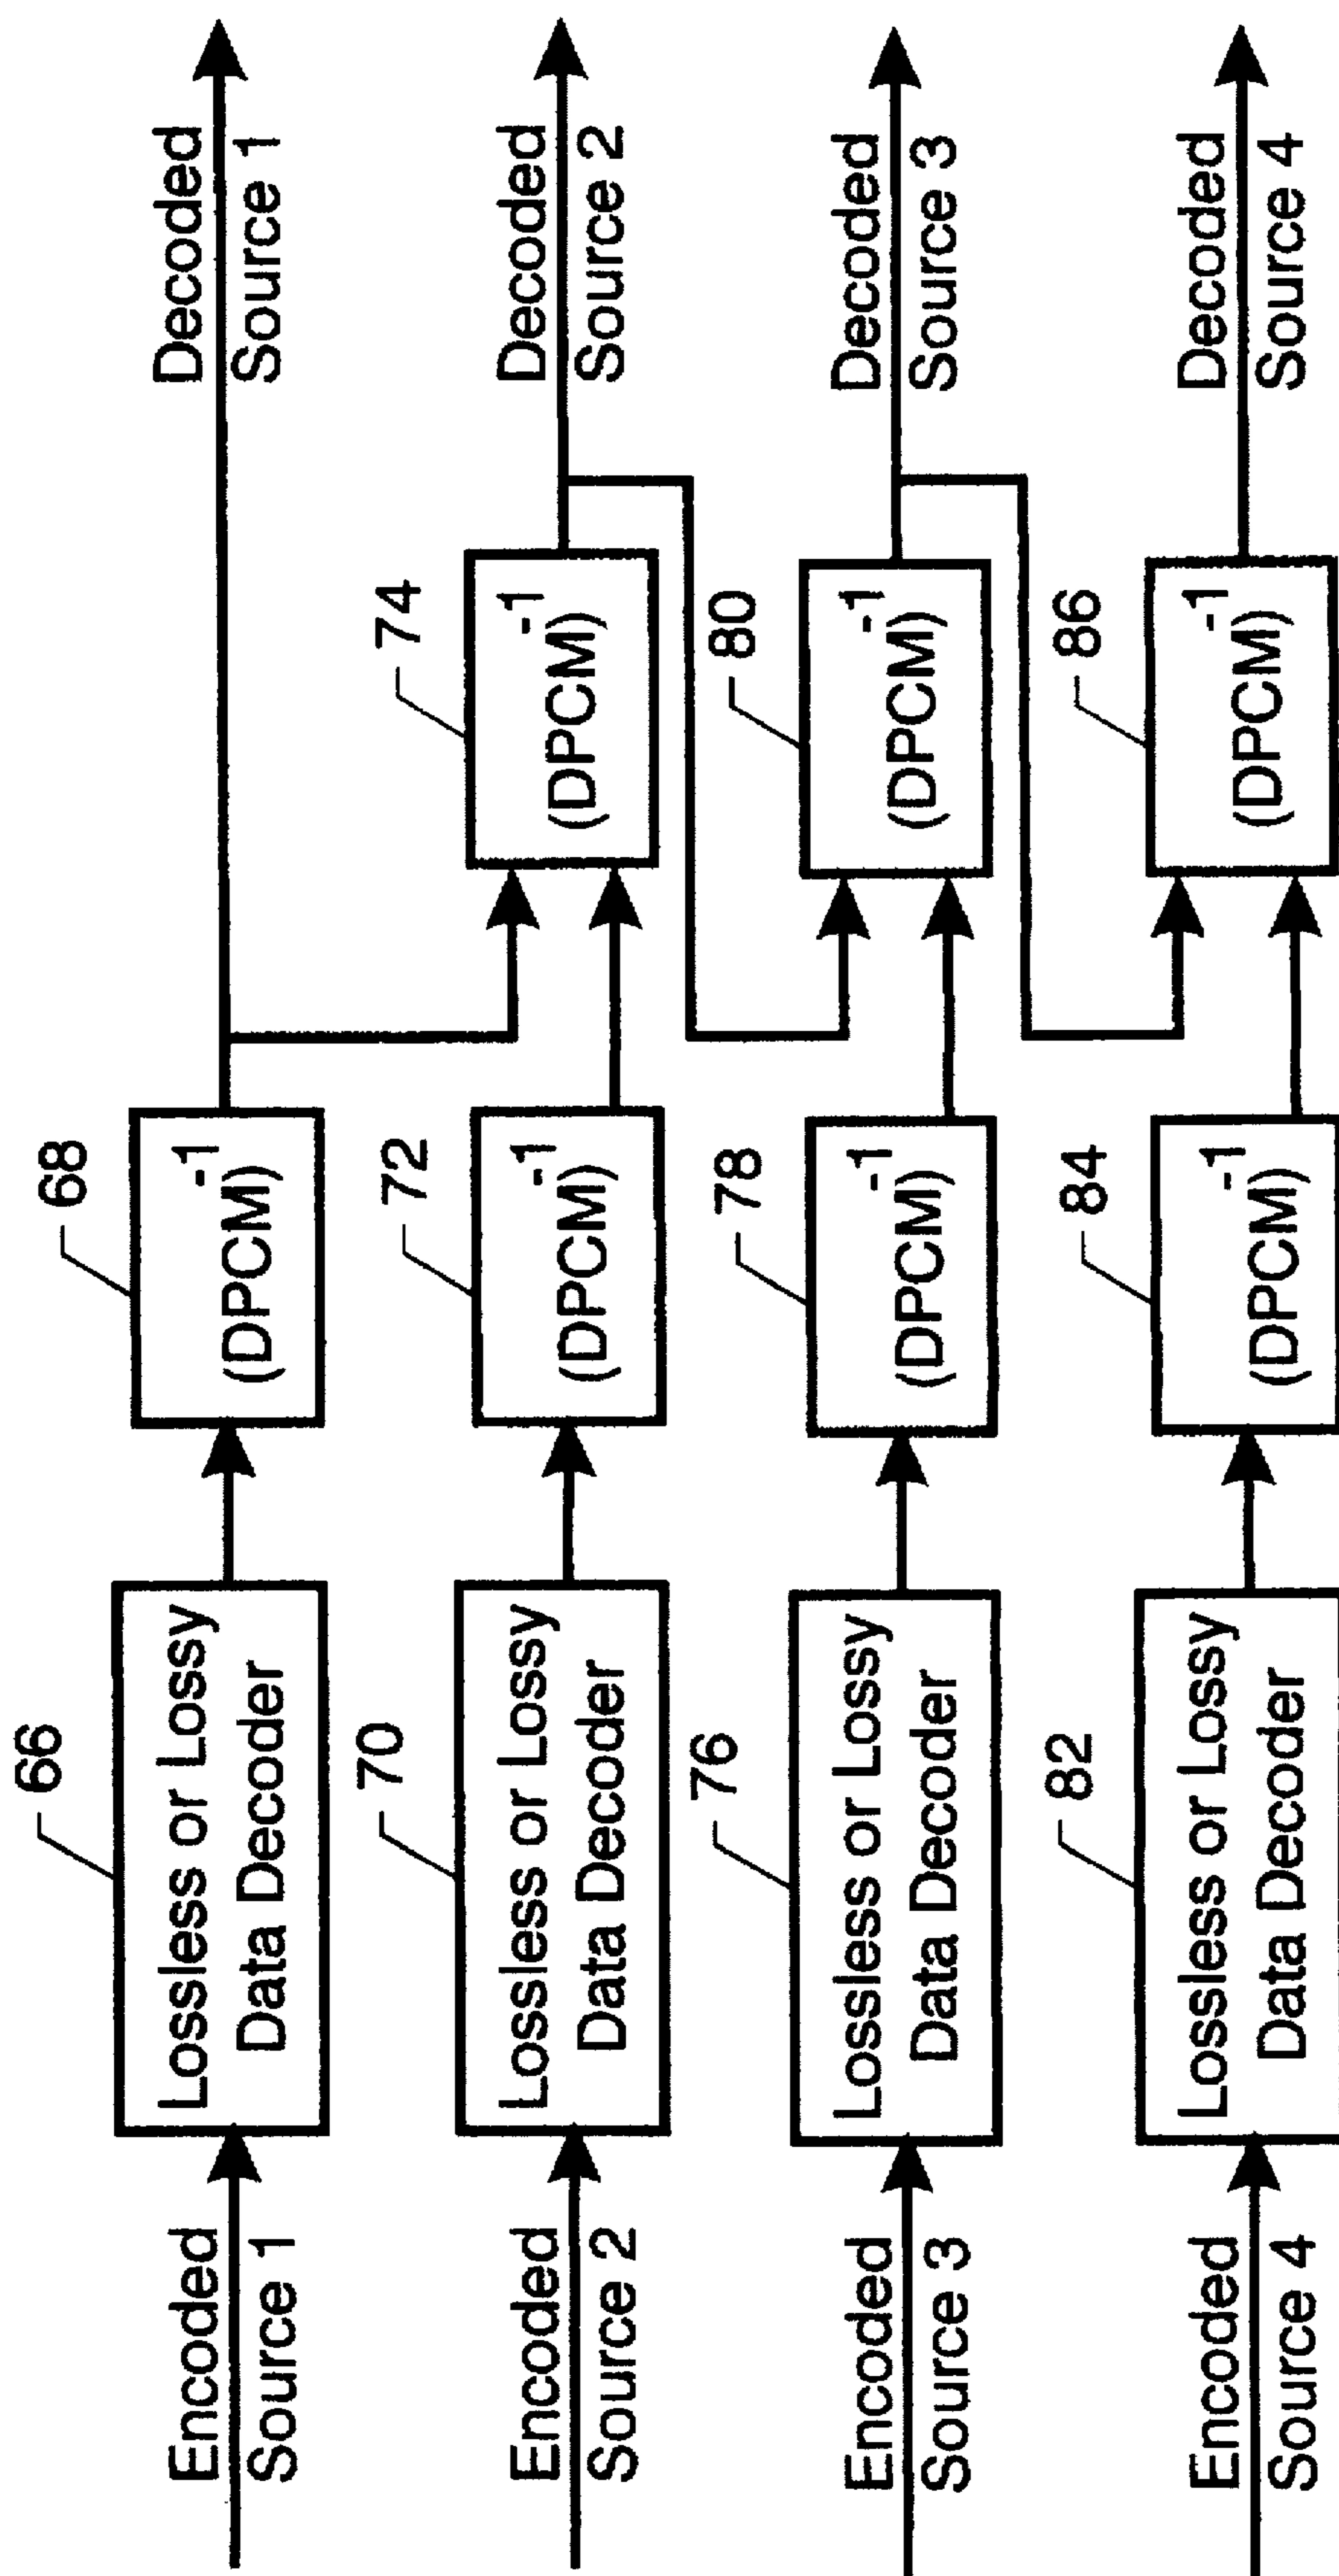 Encoded
Source 1
66
Lossless or Lossy
Data Decoder
68
(DPCM)-1
Decoded
Source 1
Encoded
Source 2
70
Lossless or Lossy
Data Decoder
72
(DPCM)-1
74
(DPCM)-1
Decoded
Source 2
Encoded
Source 3
76
Lossless or Lossy
Data Decoder
78
(DPCM)-1
80
(DPCM)-1
Decoded
Source 3
Encoded
Source 4
82
Lossless or Lossy
Data Decoder
84
(DPCM)-1
86
(DPCM)-1
Decoded
Source 4